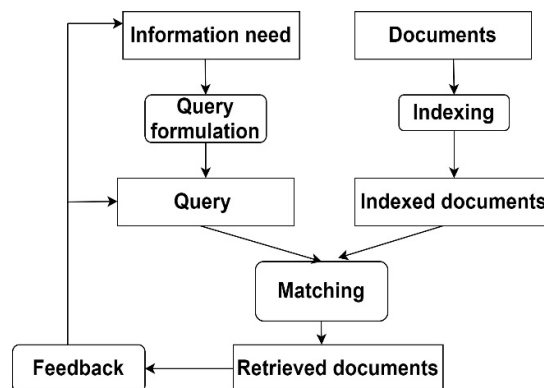 Information need
Documents
Query
formulation
Indexing
Query
Indexed documents
Matching
Feedback
Retrieved documents